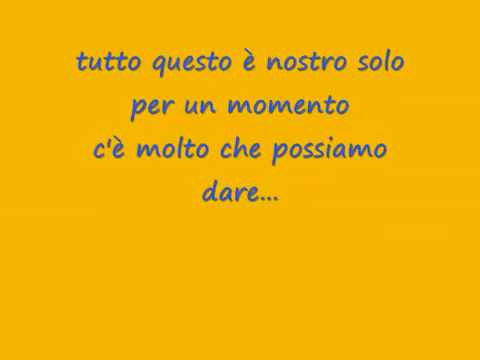 tutto questo è nostro solo
per un momento
c'è molto che possiamo
dare...